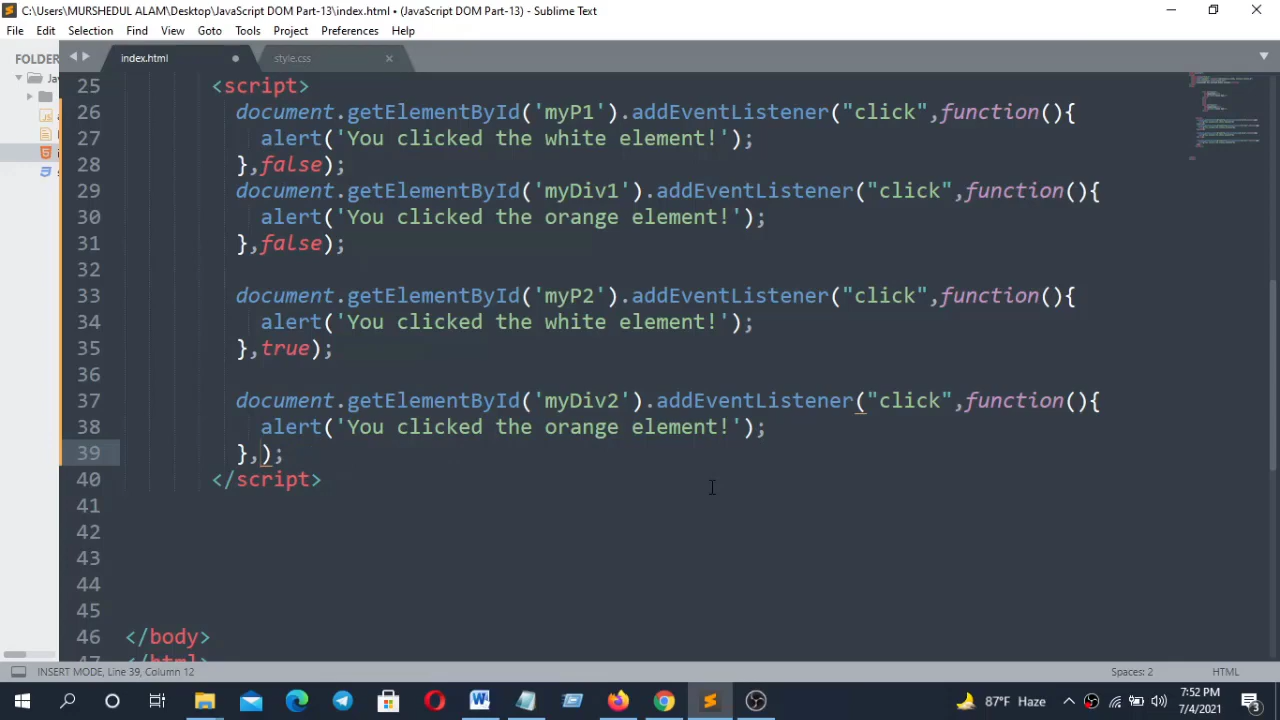 C:\Users\MURSHEDUL ALAM\Desktop\JavaScript DOM Part-13\index.html • (JavaScript DOM Part-13) - Sublime Text
File Edit Selection Find View Goto Tools Project Preferences Help
FOLDER
index.html
style.css
25 <script>
26 document.getElementById('myP1').addEventListener("click",function(){
27 alert('You clicked the white element!');
28 },false);
29 document.getElementById('myDiv1').addEventListener("click",function(){
30 alert('You clicked the orange element!');
31 },false);
32
33 document.getElementById('myP2').addEventListener("click",function(){
34 alert('You clicked the white element!');
35 },true);
36
37 document.getElementById('myDiv2').addEventListener("click",function(){
38 alert('You clicked the orange element!');
39 },);
40 </script>
41
42
43
44
45
46 </body>
47 </html>
INSERT MODE, Line 39, Column 12
Spaces: 2
HTML
87°F Haze
7:52 PM
7/4/2021
3